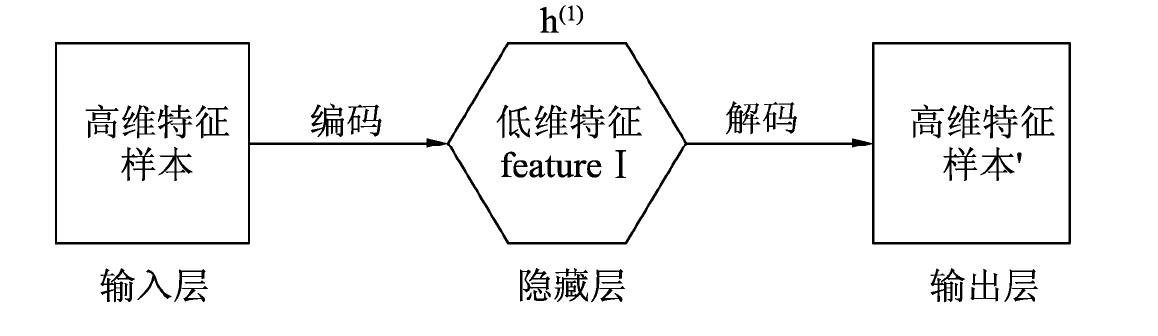 h(1)
高维特征
样本
编码
低维特征
feature Ⅰ
解码
高维特征
样本'
输入层
隐藏层
输出层